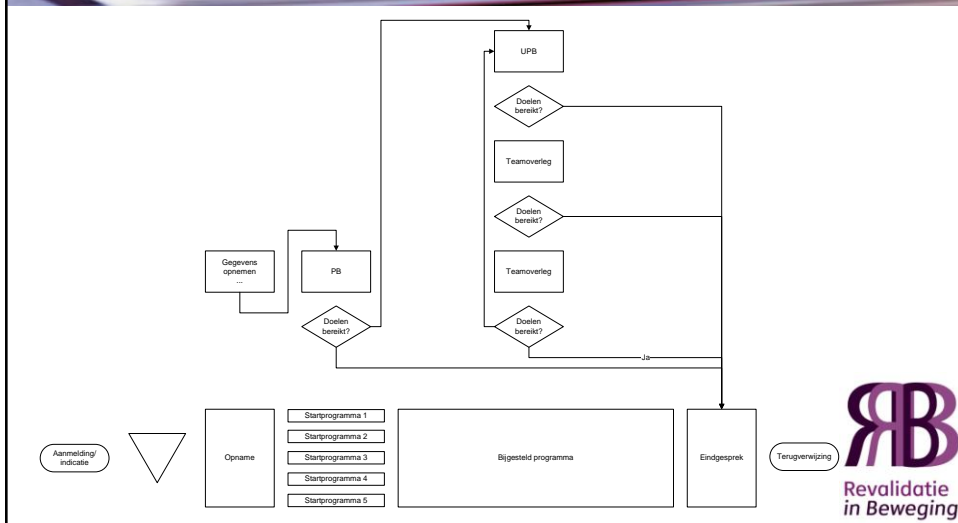 UPB
Doelen
bereikt?
Teamoverleg
Doelen
bereikt?
Gegevens
opnemen
...
PB
Teamoverleg
Doelen
bereikt?
Doelen
bereikt?
Ja
Aanmelding/
indicatie
Opname
Startprogramma 1
Startprogramma 2
Startprogramma 3
Startprogramma 4
Startprogramma 5
Bijgesteld programma
Eindgesprek
Terugverwijzing
RRB
Revalidatie
in Beweging